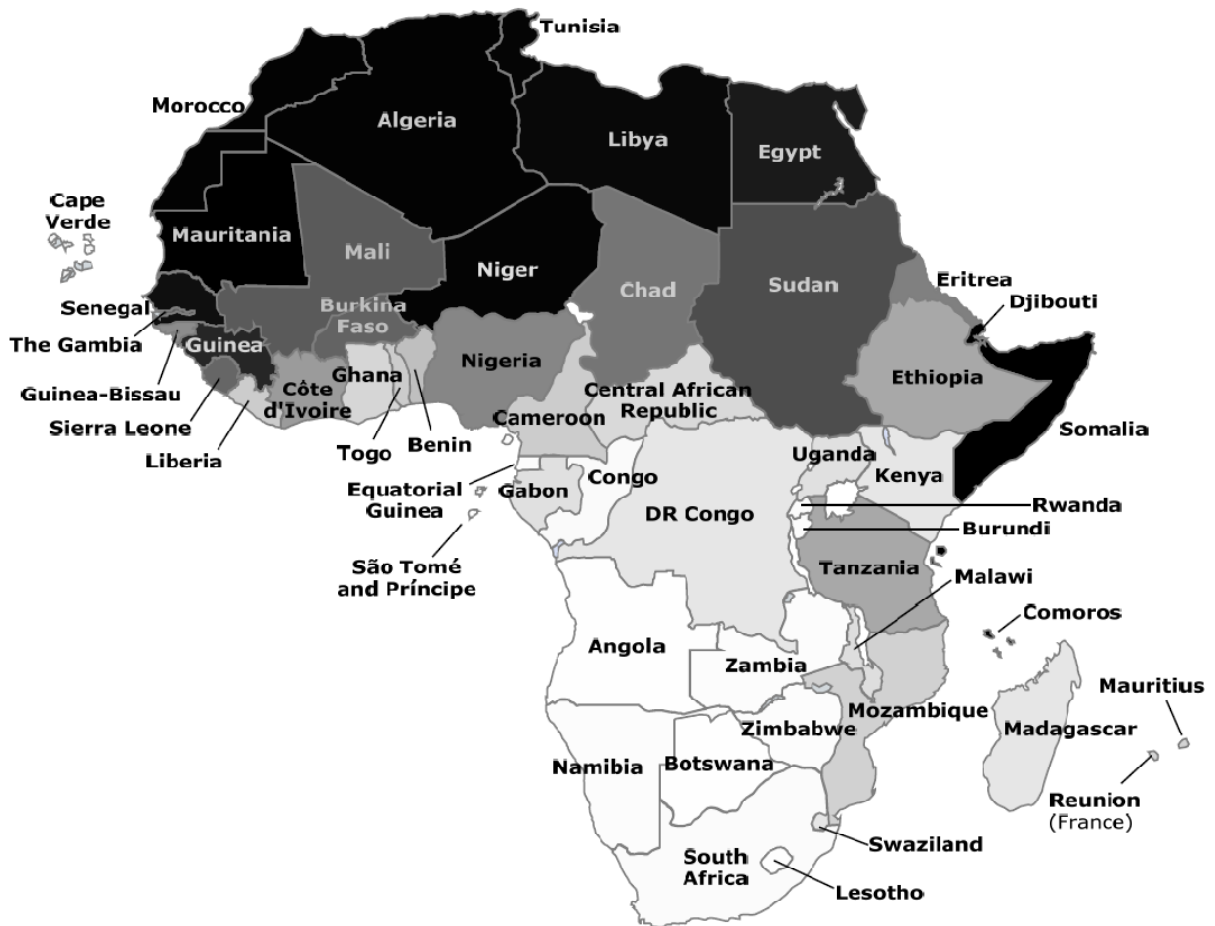 Tunisia
Morocco
Algeria
Libya
Egypt
Cape
Verde
Mauritania
Mali
Niger
Chad
Sudan
Eritrea
Djibouti
Senegal
The Gambia
Burkina
Faso
Guinea
Guinea-Bissau
Sierra Leone
Liberia
Côte
d'Ivoire
Ghana
Togo
Benin
Nigeria
Cameroon
Central African
Republic
Ethiopia
Somalia
Uganda
Kenya
Rwanda
Burundi
Equatorial
Guinea
Gabon
Congo
DR Congo
São Tomé
and Príncipe
Tanzania
Malawi
Comoros
Angola
Zambia
Mozambique
Zimbabwe
Madagascar
Mauritius
Reunion
(France)
Namibia
Botswana
Swaziland
South
Africa
Lesotho